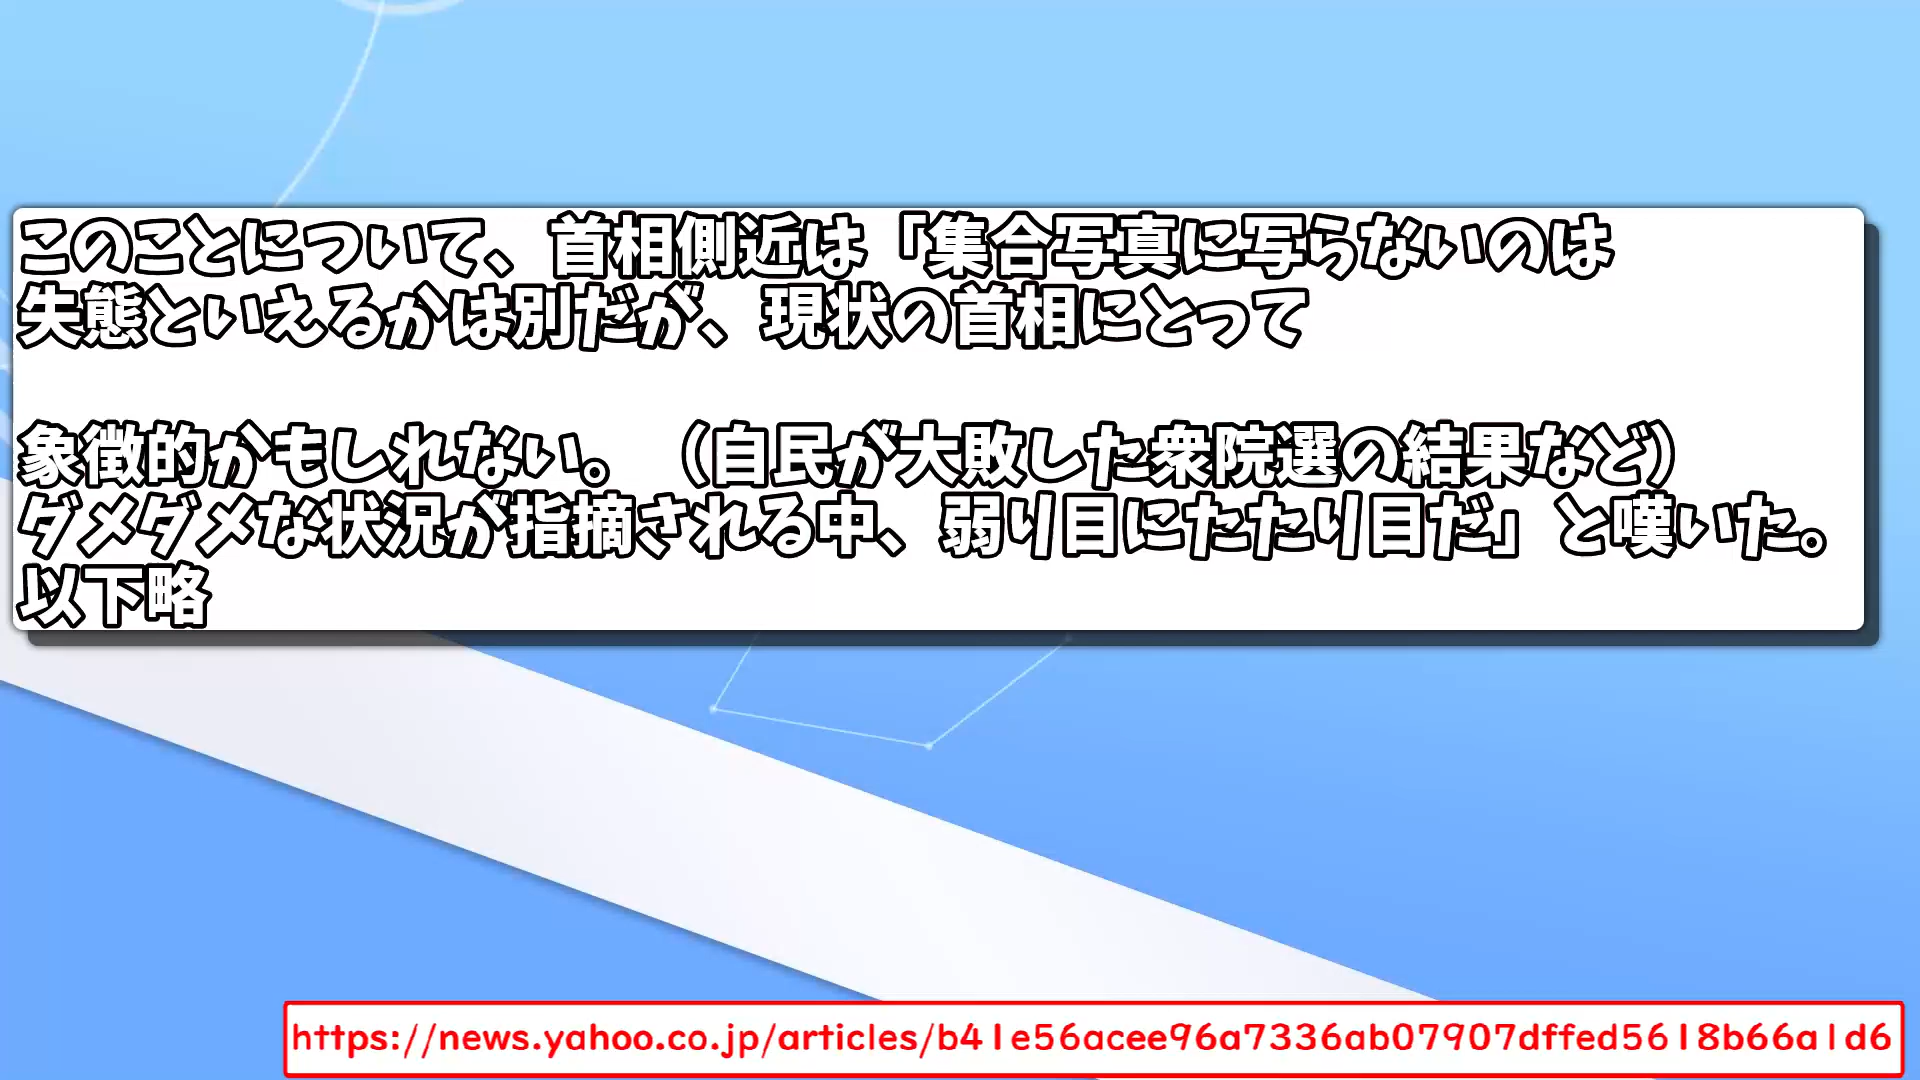 このことについて、首相側近は「集合写真に写らないのは
失態といえるかは別だが、現状の首相にとって
象徴的かもしれない。（自民が大敗した衆院選の結果など）
ダメダメな状況が指摘される中、弱り目にたたり目だ」と嘆いた。
以下略
https://news.yahoo.co.jp/articles/b41e56acee96a7336ab07907dffed5618b66a1d6